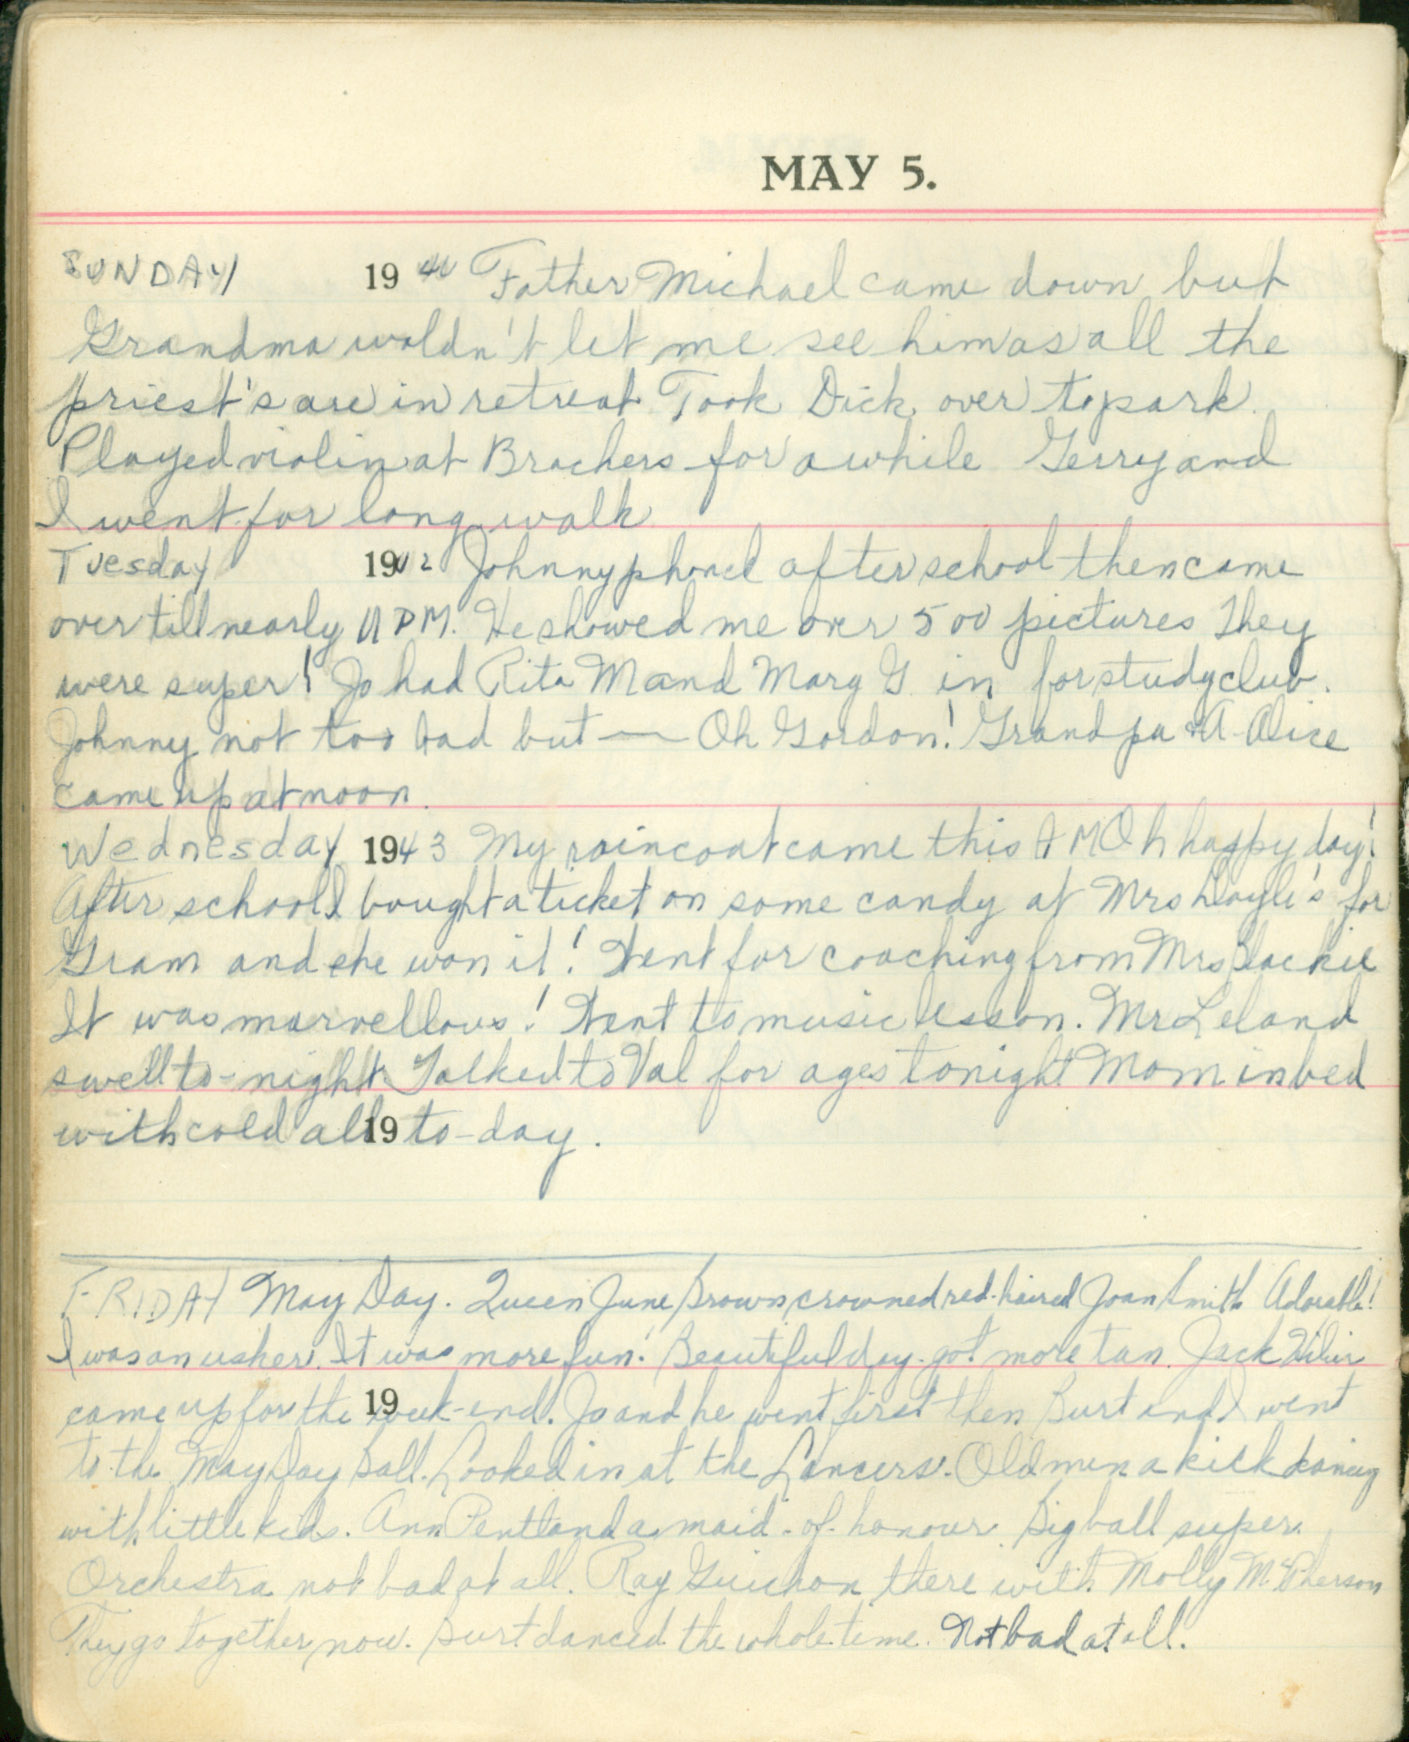 MAY 5.
SUNDAY 19 40 Father Michael came down but
Grandma woldn't let me see him as all the
priest's are in retreat Took Dick over to park.
Played violin at Brachers for a while Gerry and
I went for long walk
Tuesday 1942 Johnny phoned after school then came
over till nearly 11 P M. He showed me over 500 pictures They
were super! Jo had Rita M and Marg G in for study club.
Johnny not too bad but — Oh Gordon! Grandpa & A. Alice
came up at noon.
Wednesday 1943 My raincoat came this A M Oh happy day!
After school I bought a ticket on some candy at Mrs Doyle's for
Gram and she won it! Went for coaching from Mrs Blackie
It was marvellous! Went to music lesson. Mr Leland
swell to-night Talked to Val for ages tonight Mom in bed
with cold all 19 to-day.
FRIDAY May Day. Queen June Brown crowned red-haired Joan Smith Adorable!
I was an usher. It was more fun! Beautiful day. got more tan. Jack
came up for the 19 week-end. Jo and he went first then Burt and I went
to the May Day Ball. Looked in at the Lancers. Old men a kick dancing
with little kids. Ann Pentland a maid-of-honour. Big ball super.
Orchestra not bad at all. Ray Guichon there with Molly McPherson
They go together now. Burt danced the whole time. Not bad at all.